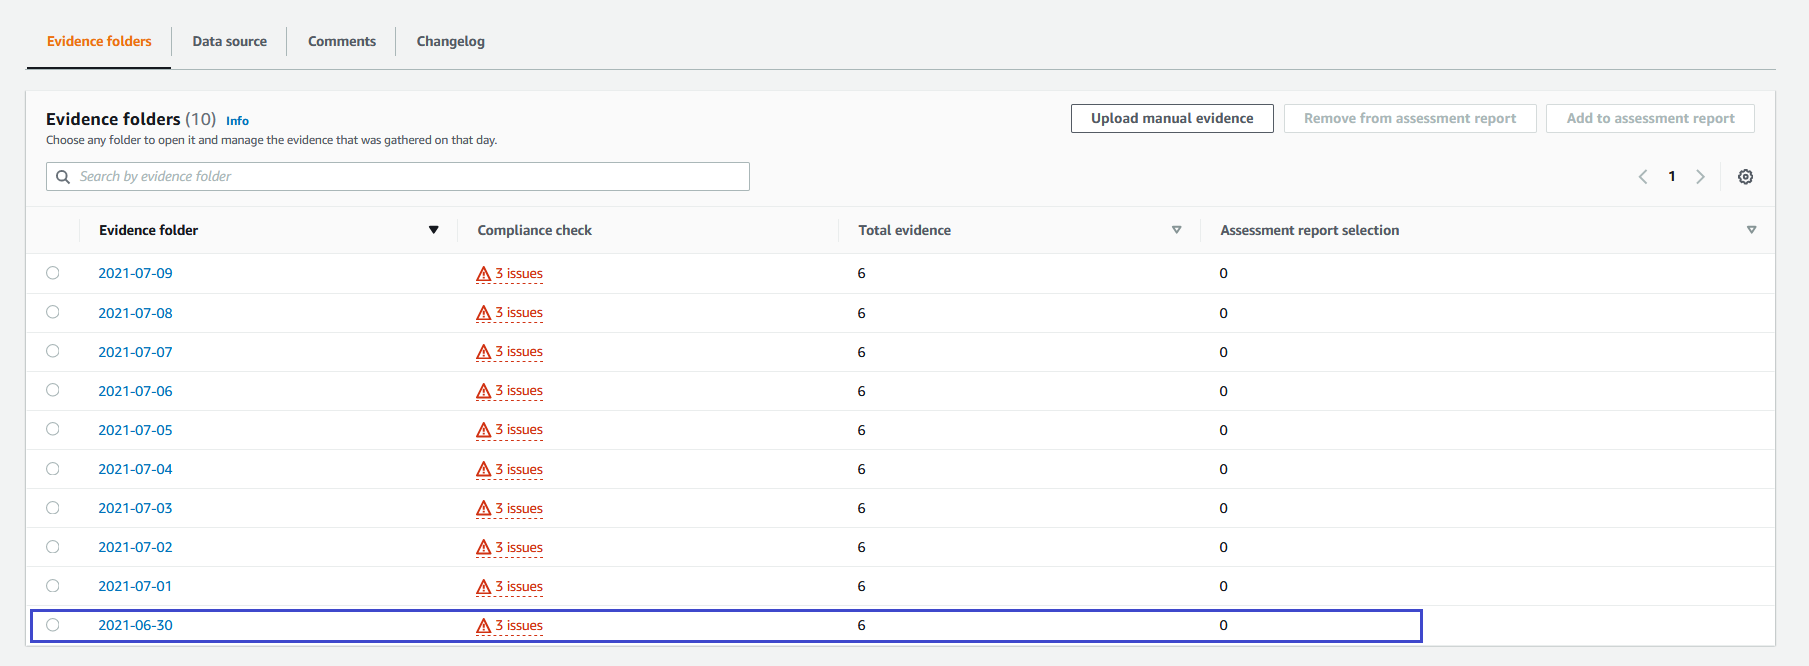 Evidence folders Data source Comments Changelog
Evidence folders (10) Info
Upload manual evidence Remove from assessment report Add to assessment report
Choose any folder to open it and manage the evidence that was gathered on that day.
Search by evidence folder
1
Evidence folder Compliance check Total evidence Assessment report selection
2021-07-09 3 issues 6 0
2021-07-08 3 issues 6 0
2021-07-07 3 issues 6 0
2021-07-06 3 issues 6 0
2021-07-05 3 issues 6 0
2021-07-04 3 issues 6 0
2021-07-03 3 issues 6 0
2021-07-02 3 issues 6 0
2021-07-01 3 issues 6 0
2021-06-30 3 issues 6 0